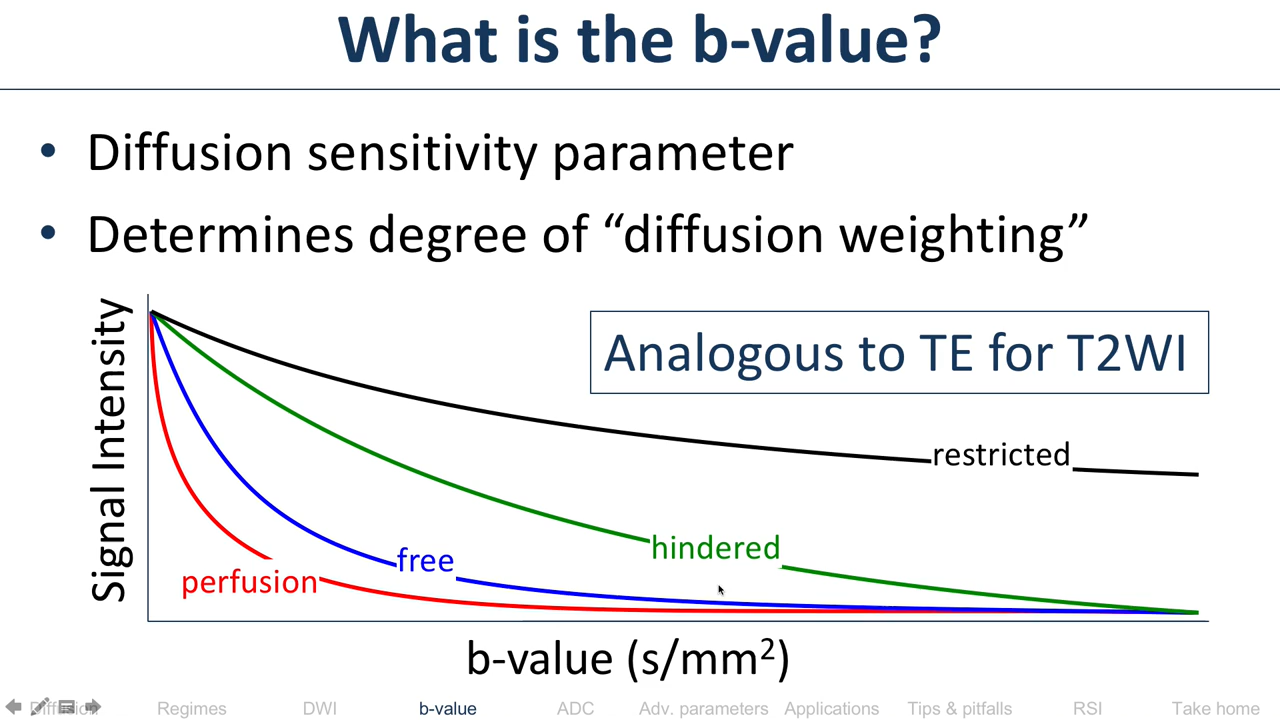 What is the b-value?
• Diffusion sensitivity parameter
• Determines degree of “diffusion weighting”
Signal Intensity
Analogous to TE for T2WI
restricted
hindered
free
perfusion
b-value (s/mm²)
Diffusion Regimes DWI b-value ADC Adv. parameters Applications Tips & pitfalls RSI Take home